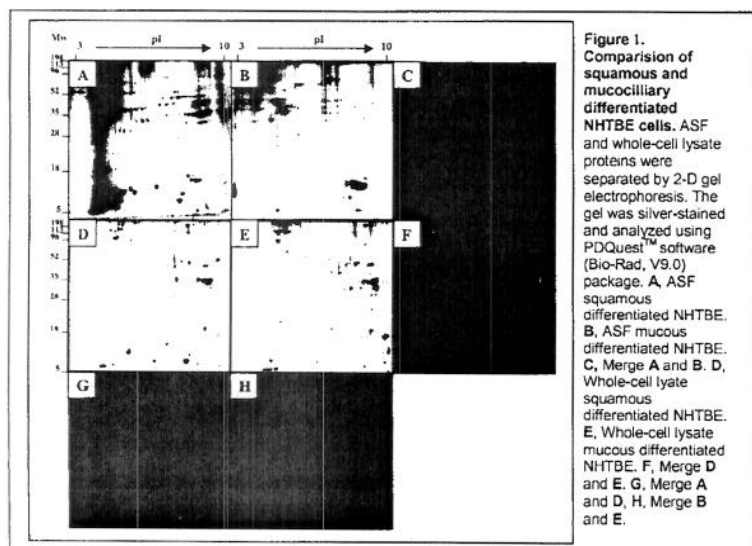 Mw 3 pI 10 3 pI 10
A B C
52
35
28
18
5
D E F
52
35
28
18
5
G H
Figure 1.
Comparision of
squamous and
mucocilliary
differentiated
NHTBE cells. ASF
and whole-cell lysate
proteins were
separated by 2-D gel
electrophoresis. The
gel was silver-stained
and analyzed using
PDQuest™ software
(Bio-Rad, V9.0)
package. A, ASF
squamous
differentiated NHTBE.
B, ASF mucous
differentiated NHTBE.
C, Merge A and B. D,
Whole-cell lyate
squamous
differentiated NHTBE.
E, Whole-cell lysate
mucous differentiated
NHTBE. F, Merge D
and E. G, Merge A
and D, H, Merge B
and E.